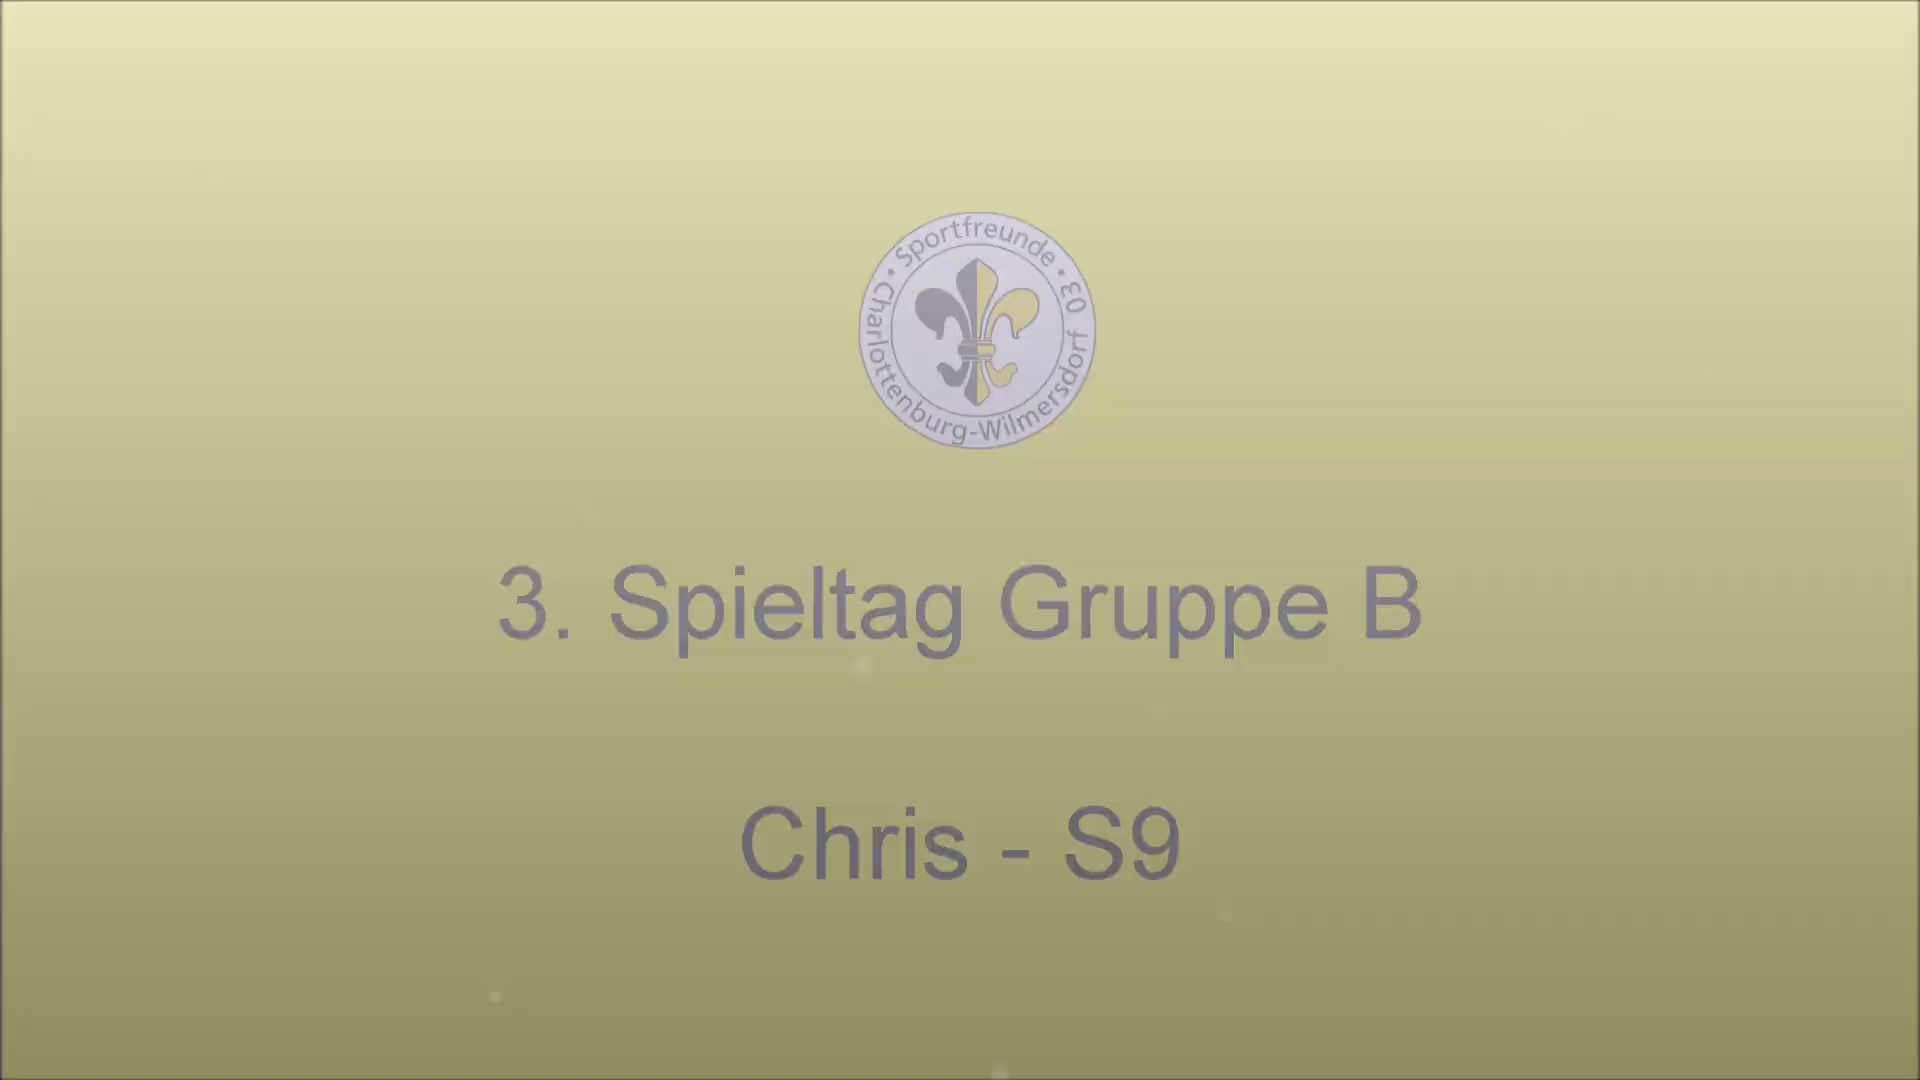 • Sportfreunde • 03
Charlottenburg-Wilmersdorf
3. Spieltag Gruppe B
Chris - S9